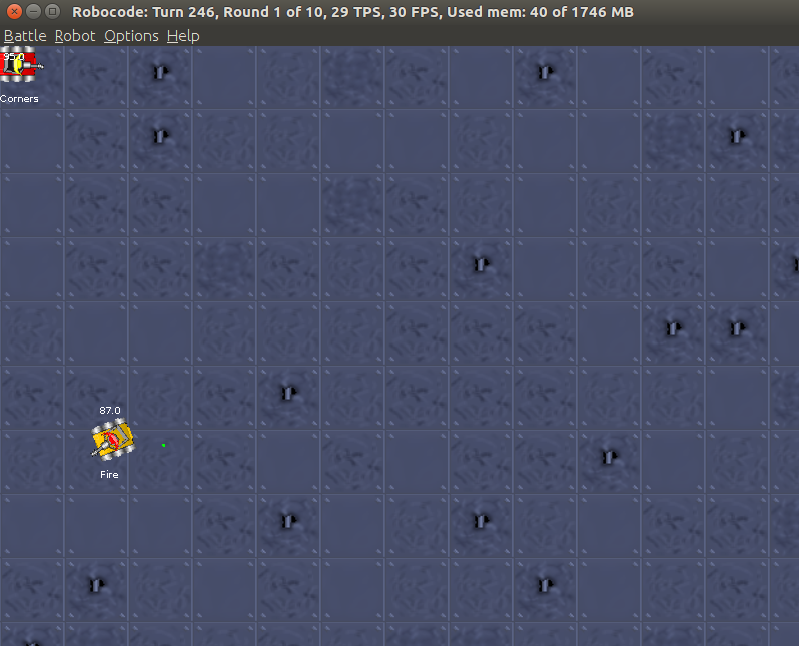 Robocode: Turn 246, Round 1 of 10, 29 TPS, 30 FPS, Used mem: 40 of 1746 MB
Battle Robot Options Help
95.0
Corners
87.0
Fire